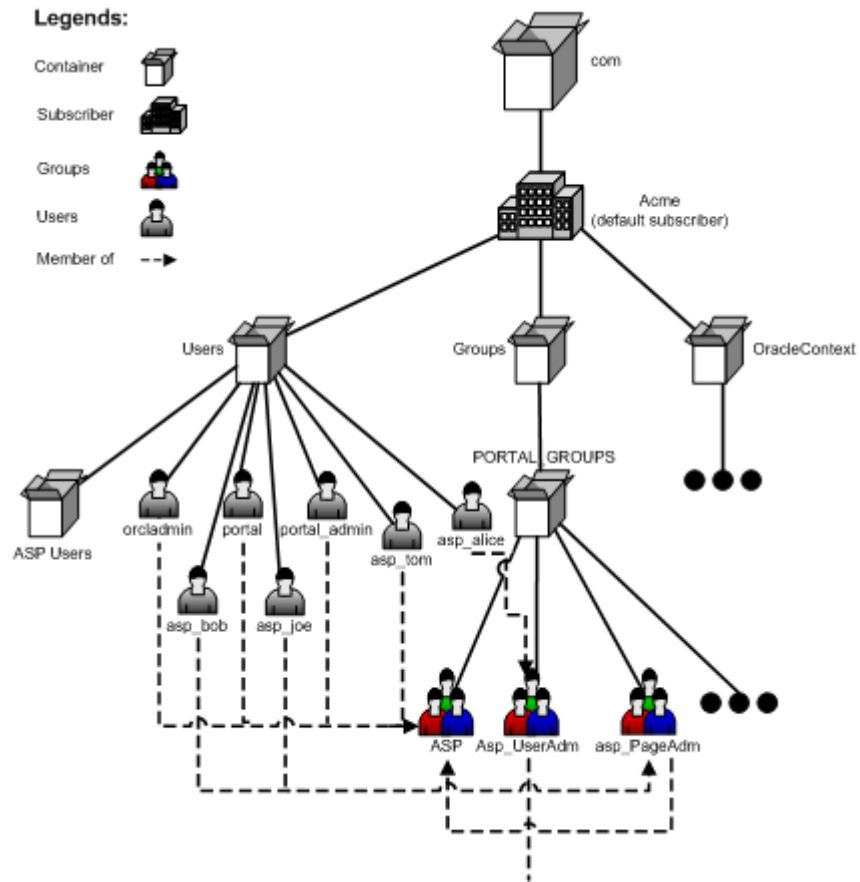 Legends:
Container
Subscriber
Groups
Users
Member of
com
Acme
(default subscriber)
Users
Groups
OracleContext
PORTAL_GROUPS
ASP Users
orcladmin
portal
portal_admin
asp_tom
asp_alice
asp_bob
asp_joe
ASP
Asp_UserAdm
asp_PageAdm